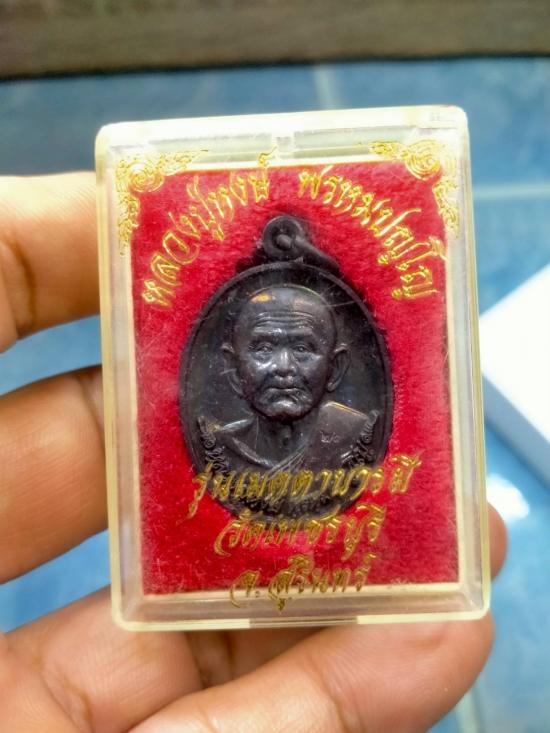 หลวงปู่หงษ์ พรหมปญฺโญ
๒๐
รุ่นเมตตาบารมี
วัดเพชรบุรี
จ.สุรินทร์